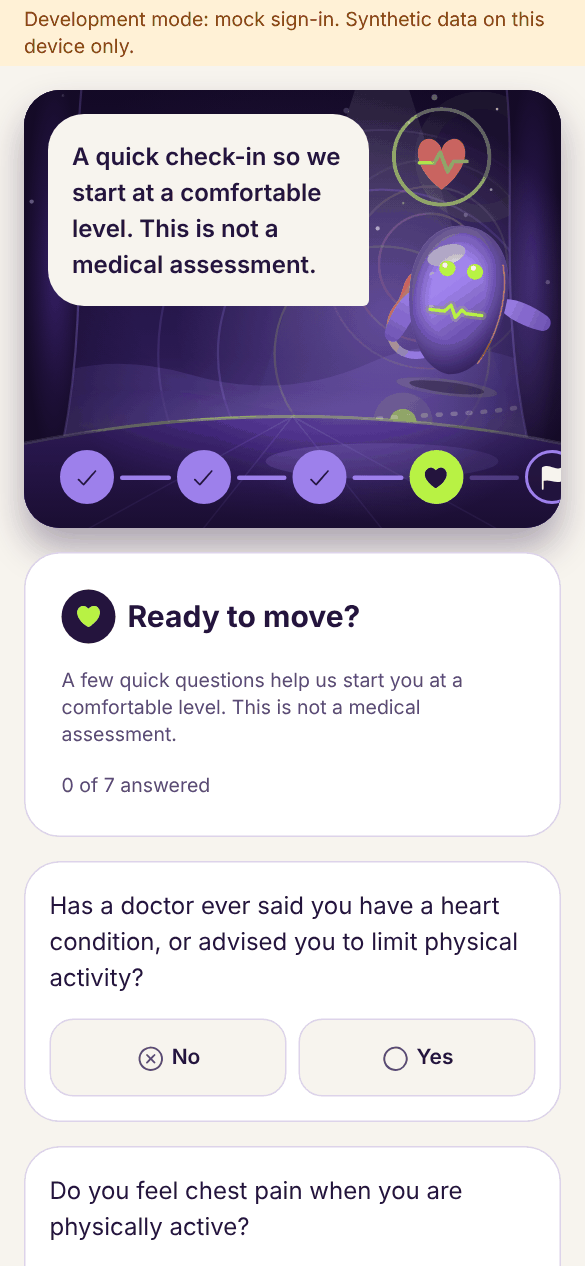 Development mode: mock sign-in. Synthetic data on this
device only.
A quick check-in so we
start at a comfortable
level. This is not a
medical assessment.
Ready to move?
A few quick questions help us start you at a
comfortable level. This is not a medical
assessment.
0 of 7 answered
Has a doctor ever said you have a heart
condition, or advised you to limit physical
activity?
No
Yes
Do you feel chest pain when you are
physically active?